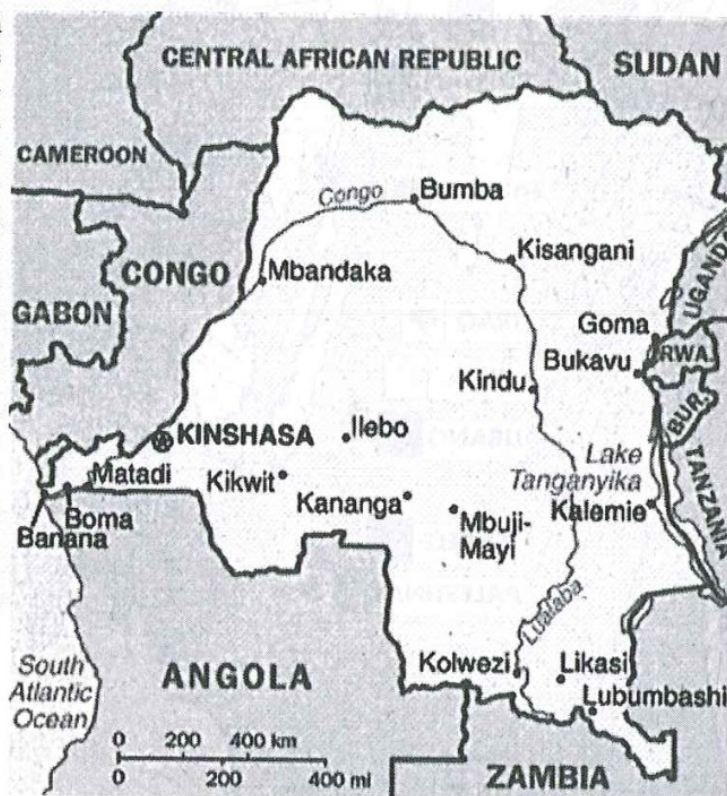 CENTRAL AFRICAN REPUBLIC
SUDAN
CAMEROON
Congo
Bumba
CONGO
Kisangani
Mbandaka
UGANDA
GABON
Goma
RWA.
Bukavu
Kindu
BUR.
KINSHASA
Ilebo
Lake
Tanganyika
TANZANIA
Matadi
Kikwit
Kananga
Kalemie
Boma
Mbuji-
Mayi
Banana
Lualaba
South
Atlantic
Ocean
ANGOLA
Kolwezi
Likasi
Lubumbashi
0 200 400 km
0 200 400 mi
ZAMBIA